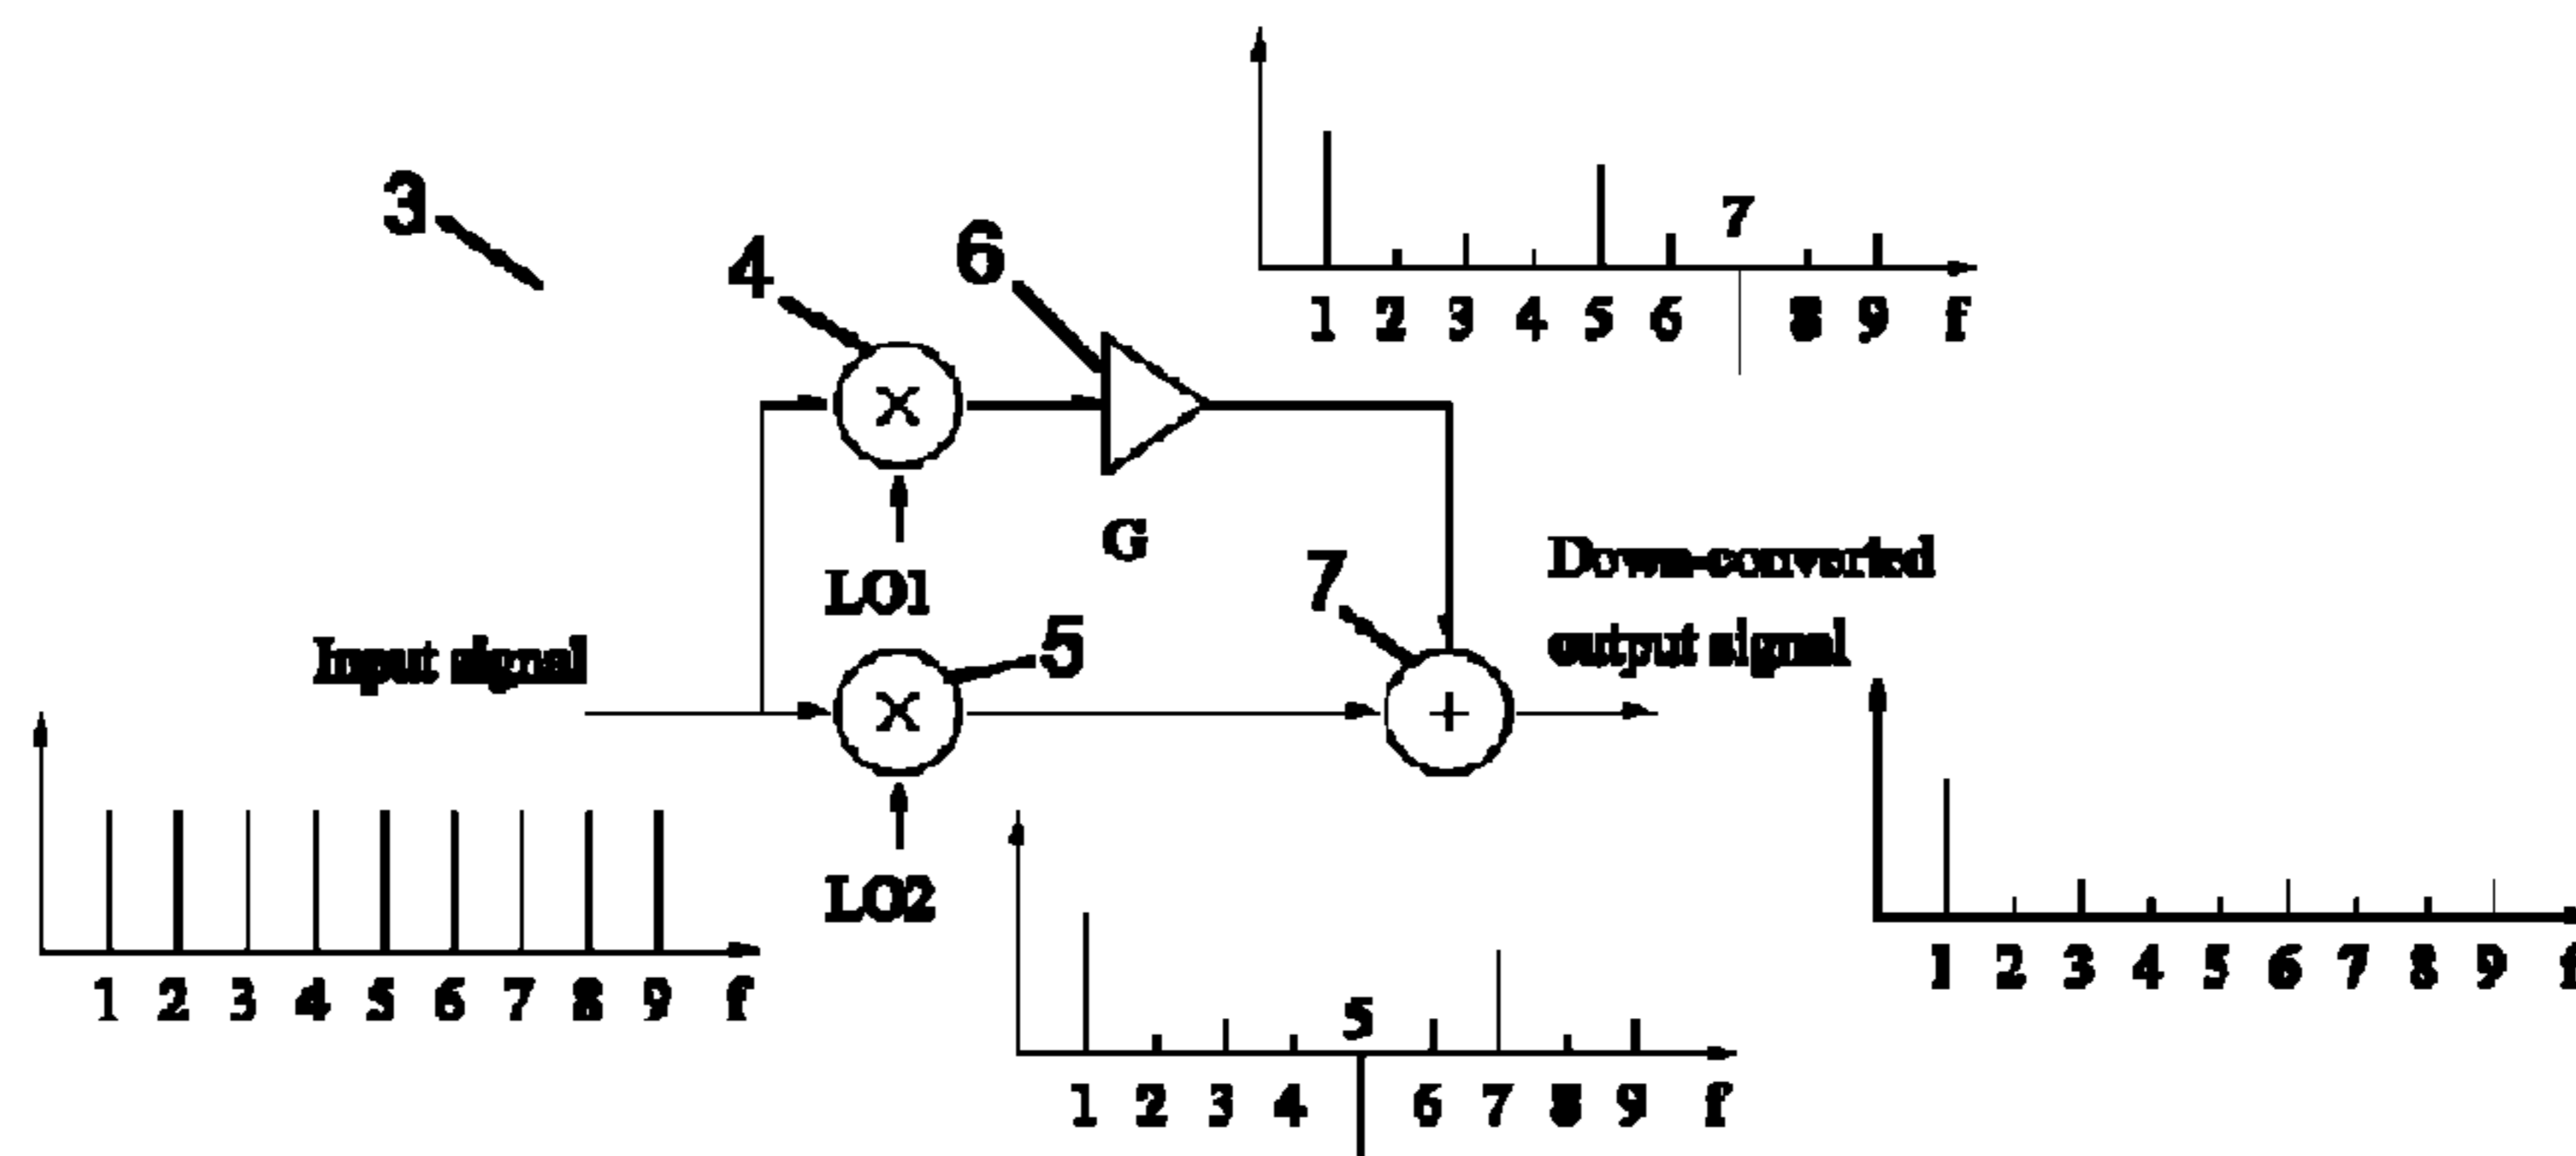 7
1 2 3 4 5 6 8 9 f
3
4
6
G
LO1
5
7
Down-converted
output signal
Input signal
LO2
1 2 3 4 5 6 7 8 9 f
5
1 2 3 4 6 7 8 9 f
1 2 3 4 5 6 7 8 9 f